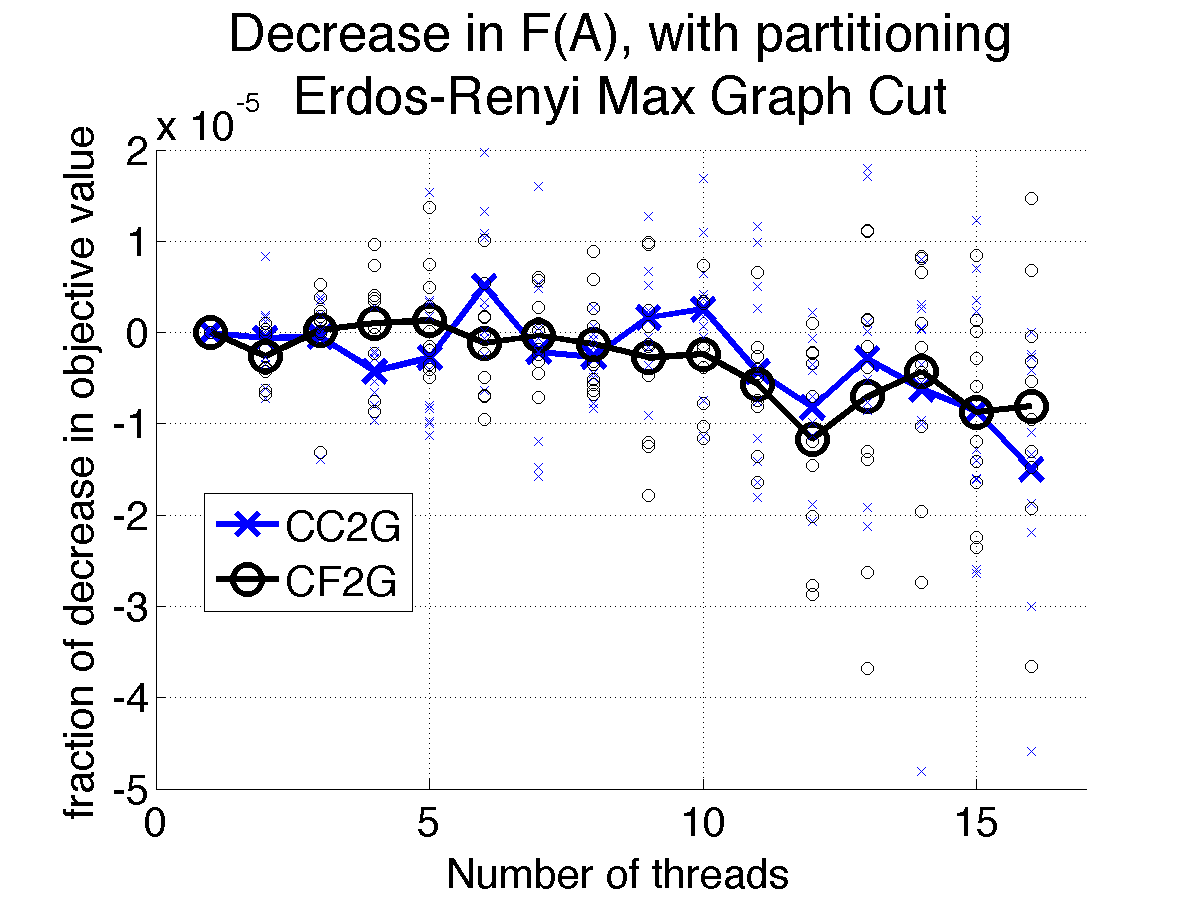 Decrease in F(A), with partitioning
Erdos-Renyi Max Graph Cut
x 10^-5
2
1
0
-1
-2
-3
-4
-5
fraction of decrease in objective value
CC2G
CF2G
0 5 10 15
Number of threads